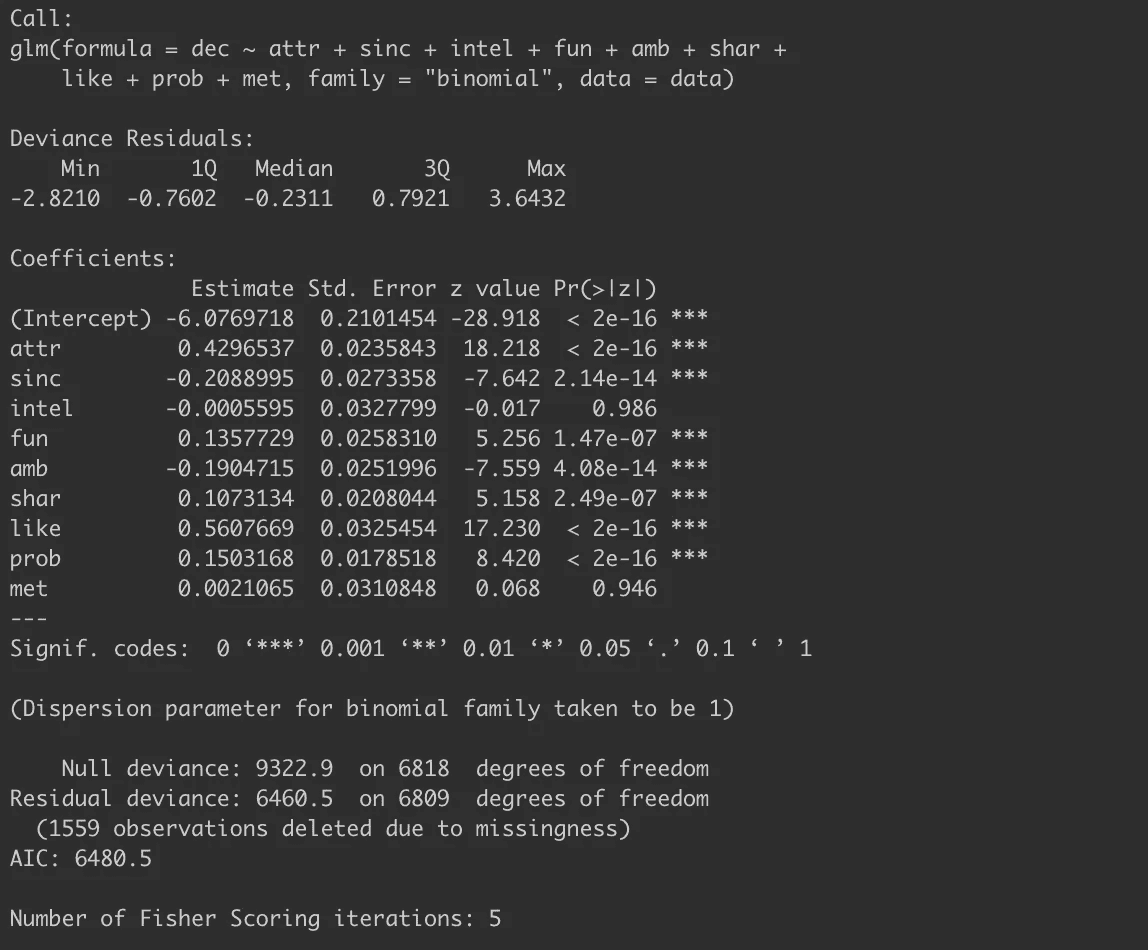 Call:
glm(formula = dec ~ attr + sinc + intel + fun + amb + shar +
    like + prob + met, family = "binomial", data = data)

Deviance Residuals:
    Min       1Q   Median       3Q      Max
-2.8210  -0.7602  -0.2311   0.7921   3.6432

Coefficients:
              Estimate Std. Error z value Pr(>|z|)
(Intercept) -6.0769718  0.2101454 -28.918  < 2e-16 ***
attr         0.4296537  0.0235843  18.218  < 2e-16 ***
sinc        -0.2088995  0.0273358  -7.642 2.14e-14 ***
intel       -0.0005595  0.0327799  -0.017    0.986
fun          0.1357729  0.0258310   5.256 1.47e-07 ***
amb         -0.1904715  0.0251996  -7.559 4.08e-14 ***
shar         0.1073134  0.0208044   5.158 2.49e-07 ***
like         0.5607669  0.0325454  17.230  < 2e-16 ***
prob         0.1503168  0.0178518   8.420  < 2e-16 ***
met          0.0021065  0.0310848   0.068    0.946
---
Signif. codes:  0 ‘***’ 0.001 ‘**’ 0.01 ‘*’ 0.05 ‘.’ 0.1 ‘ ’ 1

(Dispersion parameter for binomial family taken to be 1)

    Null deviance: 9322.9  on 6818  degrees of freedom
Residual deviance: 6460.5  on 6809  degrees of freedom
  (1559 observations deleted due to missingness)
AIC: 6480.5

Number of Fisher Scoring iterations: 5